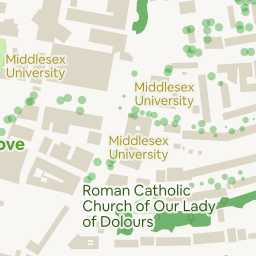 Middlesex
University
Middlesex
University
Middlesex
University
ove
Roman Catholic
Church of Our Lady
of Dolours